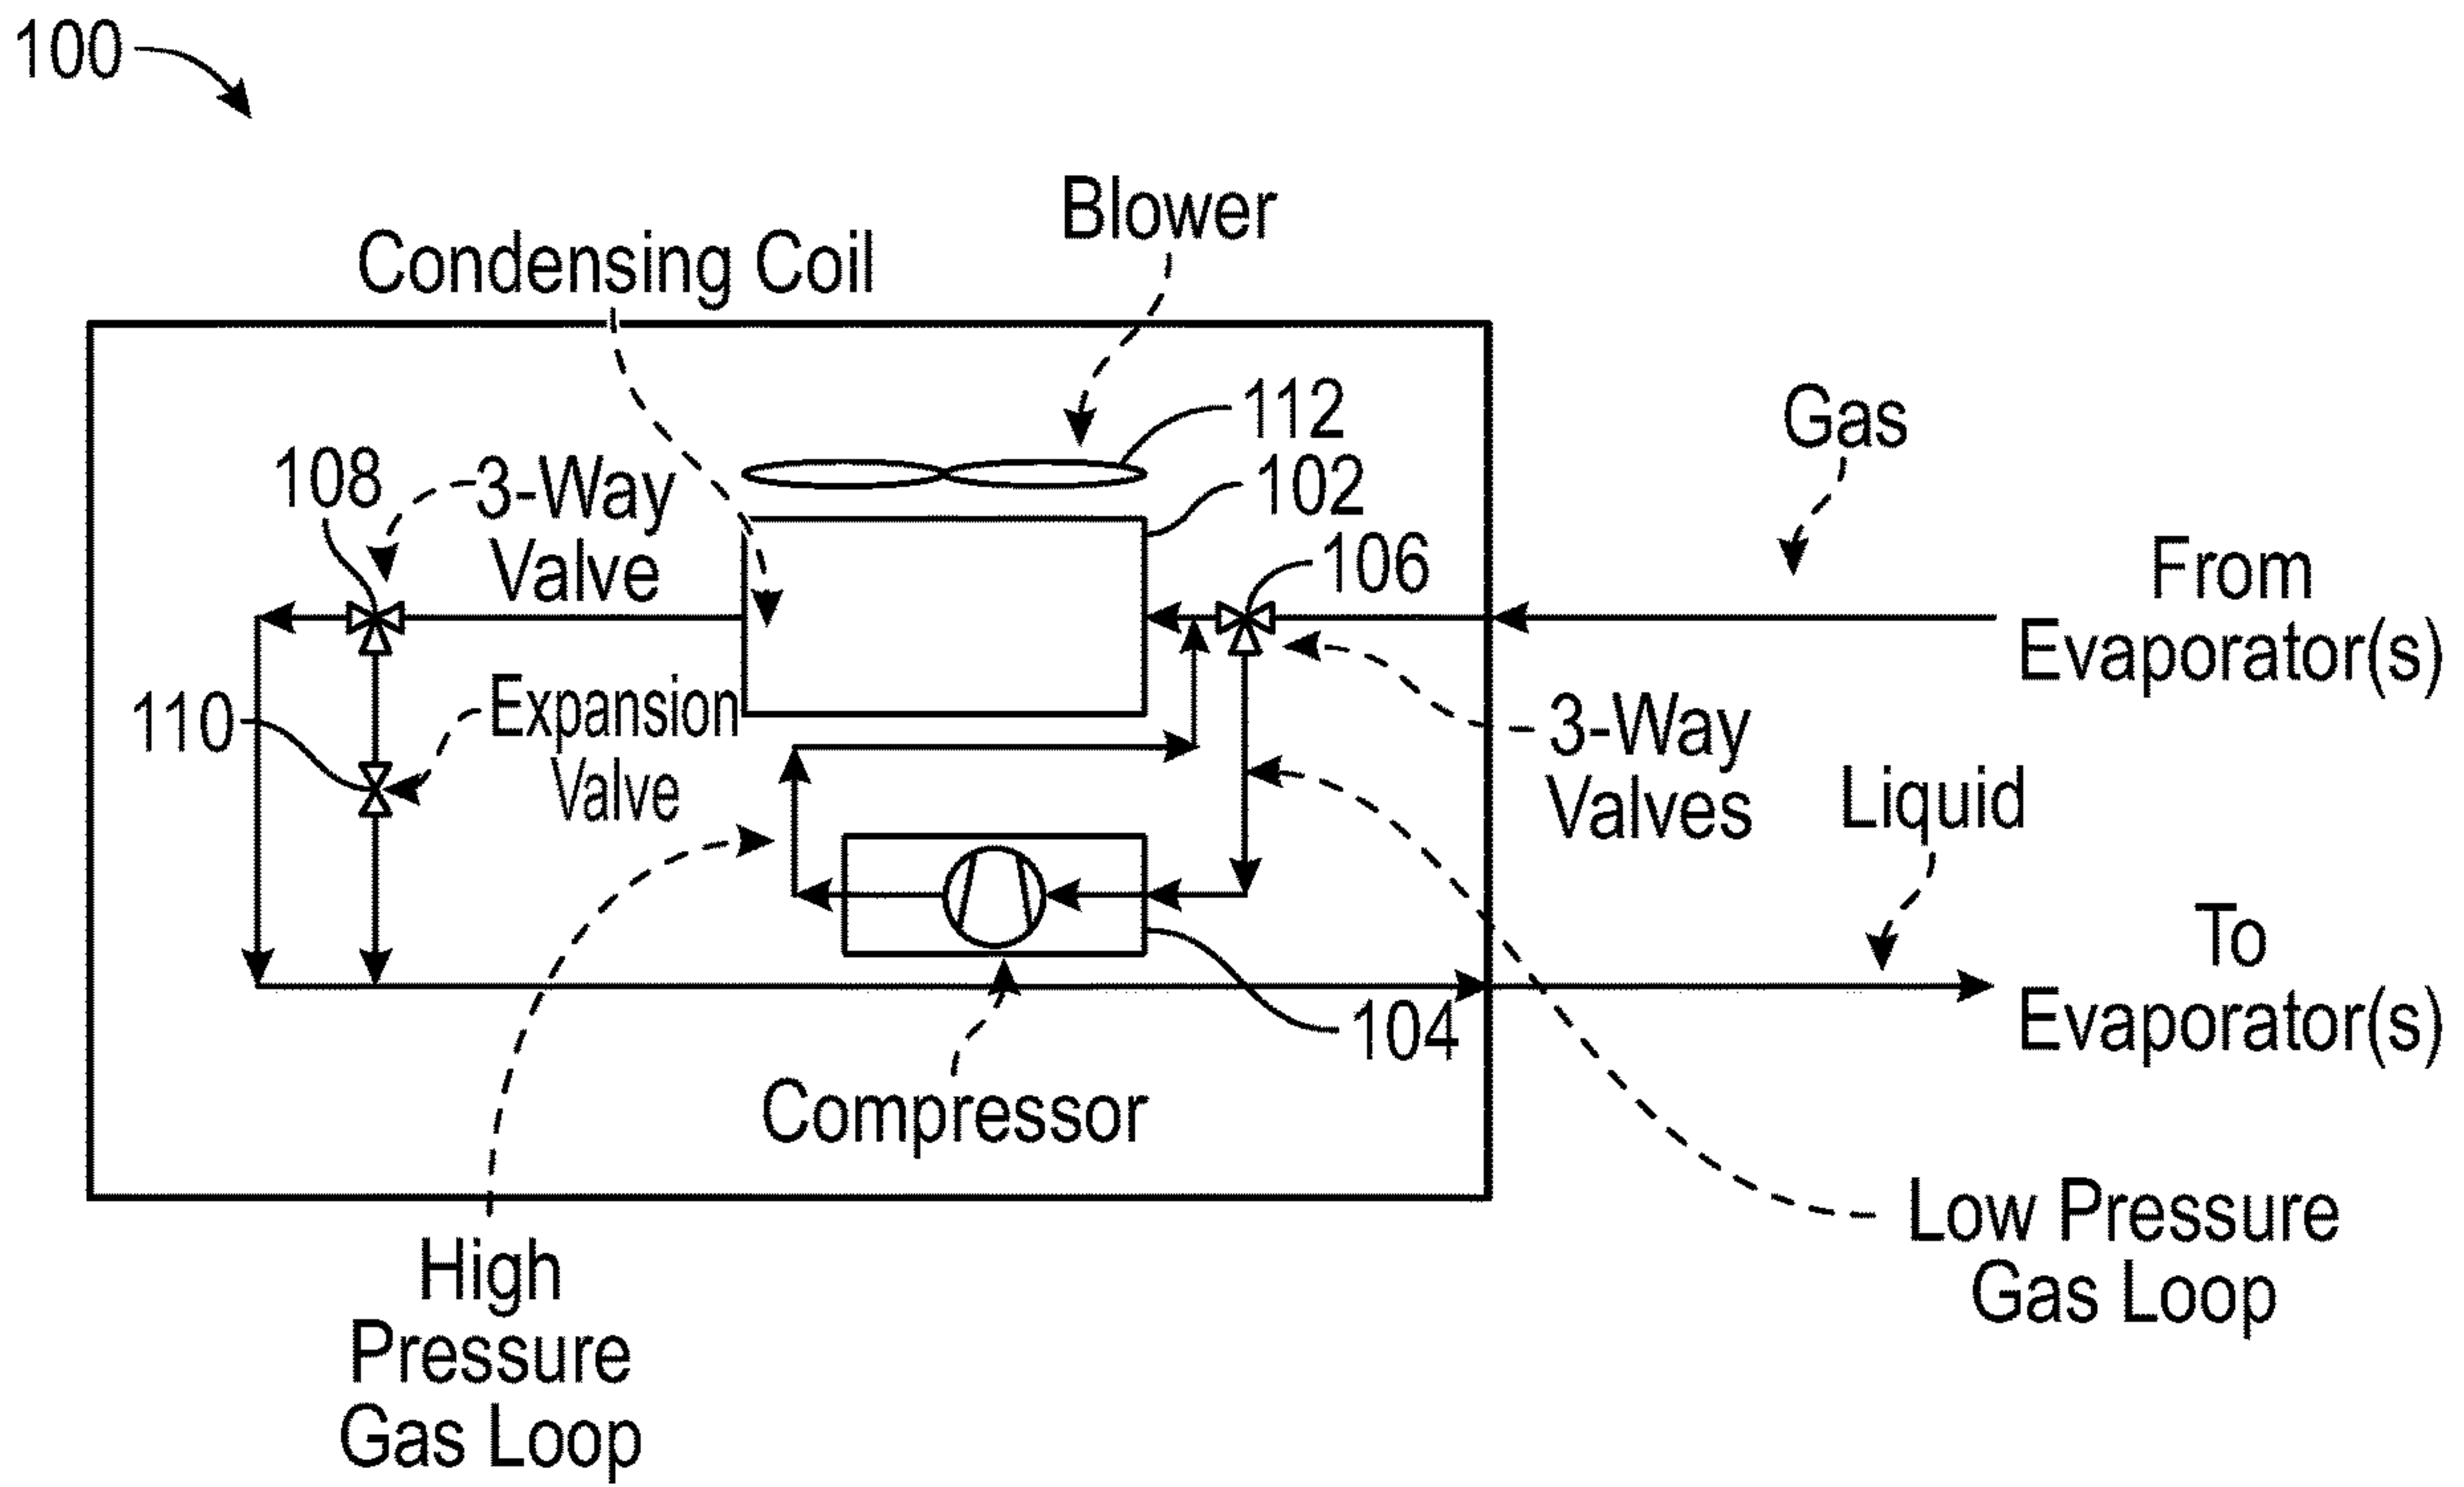 100
Blower
Condensing Coil
112
Gas
108
3-Way
Valve
102
106
From
Evaporator(s)
110
Expansion
Valve
3-Way
Valves
Liquid
To
Evaporator(s)
104
Compressor
Low Pressure
Gas Loop
High
Pressure
Gas Loop